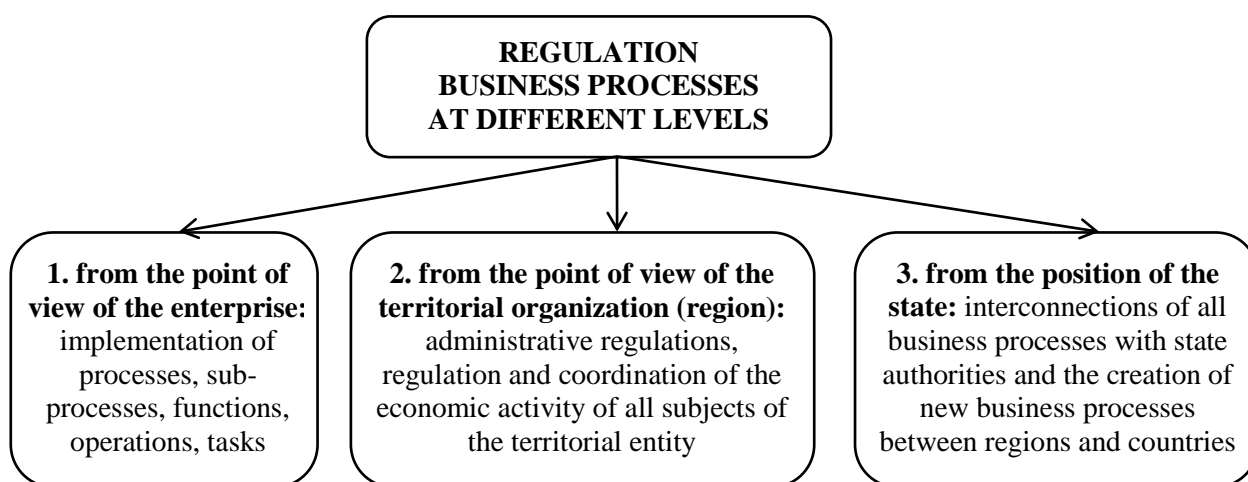 REGULATION
BUSINESS PROCESSES
AT DIFFERENT LEVELS
1. from the point of
view of the enterprise:
implementation of
processes, sub-
processes, functions,
operations, tasks
2. from the point of view of the
territorial organization (region):
administrative regulations,
regulation and coordination of the
economic activity of all subjects of
the territorial entity
3. from the position of the
state: interconnections of all
business processes with state
authorities and the creation of
new business processes
between regions and countries